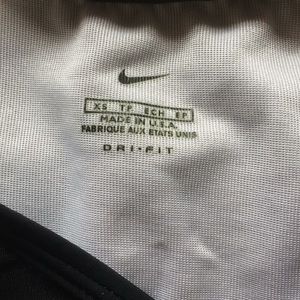 XS TP ECH EP
MADE IN U.S.A.
FABRIQUE AUX ETATS UNIS
DRI-FIT